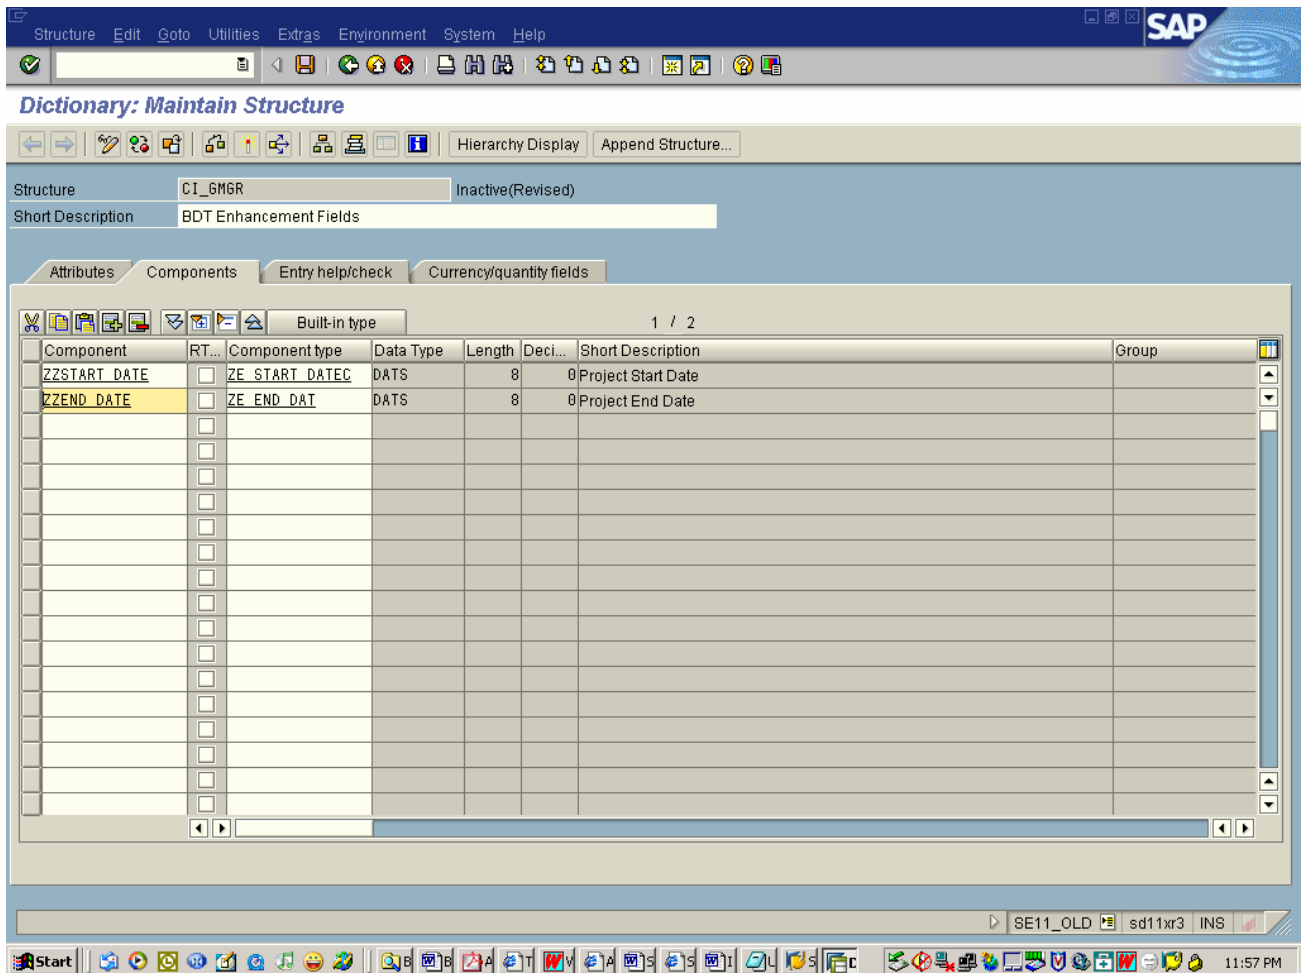 Structure Edit Goto Utilities Extras Environment System Help
SAP
Dictionary: Maintain Structure
Hierarchy Display Append Structure...
Structure CI_GMGR Inactive(Revised)
Short Description BDT Enhancement Fields
Attributes Components Entry help/check Currency/quantity fields
Built-in type 1 / 2
Component RT... Component type Data Type Length Deci... Short Description Group
ZZSTART_DATE ZE_START_DATEC DATS 8 0 Project Start Date
ZZEND_DATE ZE_END_DAT DATS 8 0 Project End Date
SE11_OLD sd11xr3 INS
Start 11:57 PM